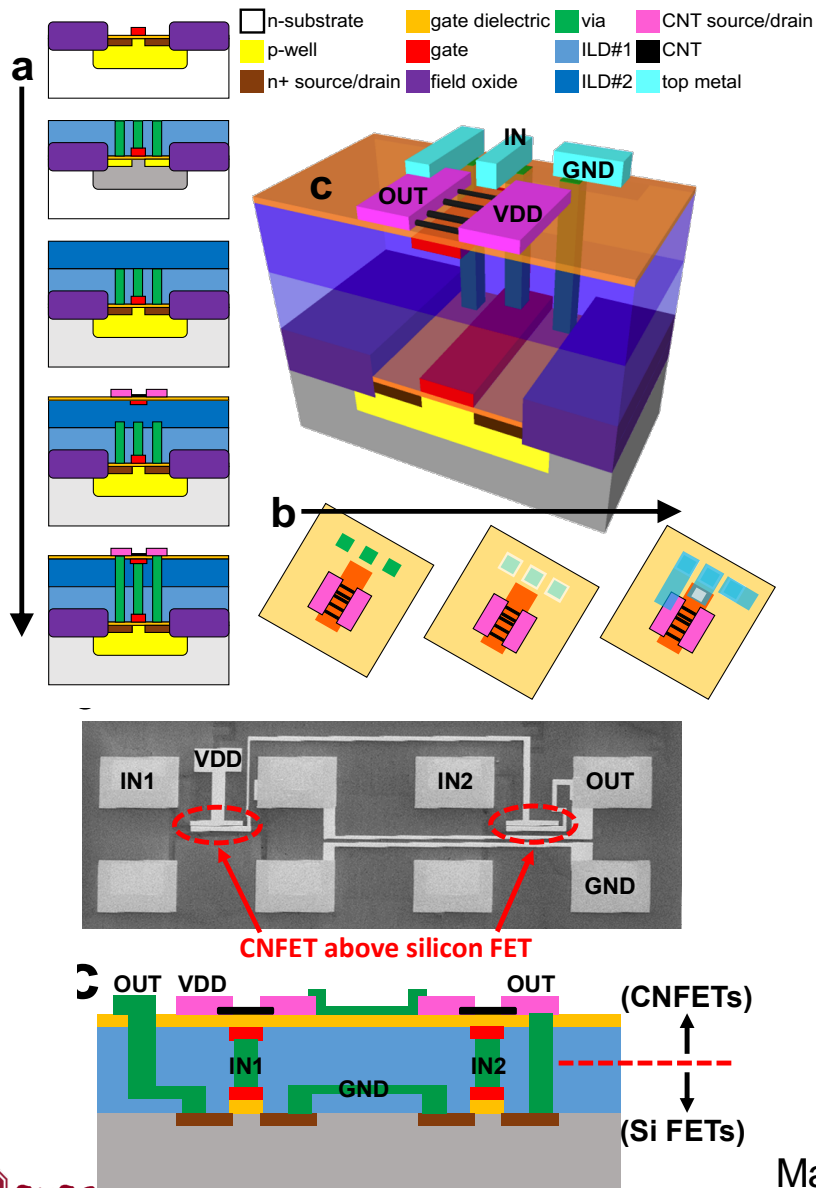 n-substrate gate dielectric via CNT source/drain
p-well gate ILD#1 CNT
n+ source/drain field oxide ILD#2 top metal
a
c
IN
GND
OUT
VDD
b
VDD
IN1 IN2 OUT
GND
CNFET above silicon FET
OUT VDD OUT
(CNFETs)
IN1 IN2
GND
(Si FETs)